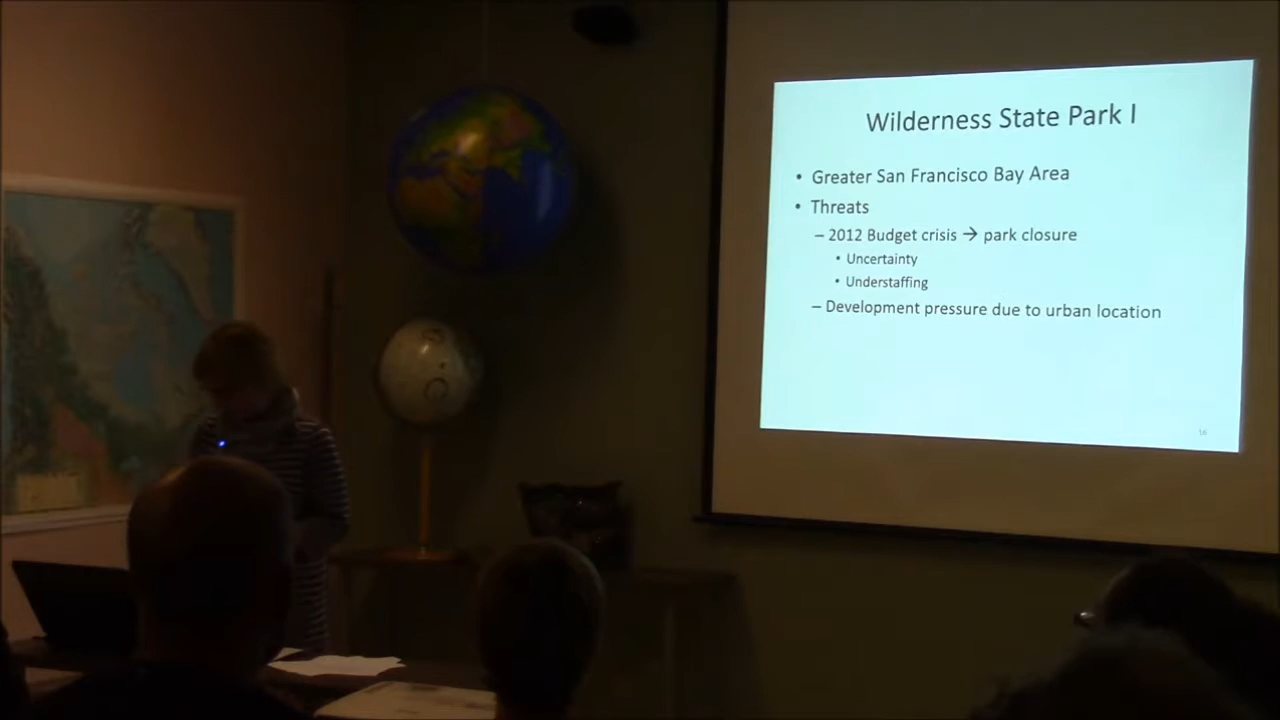 Wilderness State Park I
• Greater San Francisco Bay Area
• Threats
– 2012 Budget crisis → park closure
• Uncertainty
• Understaffing
– Development pressure due to urban location
16